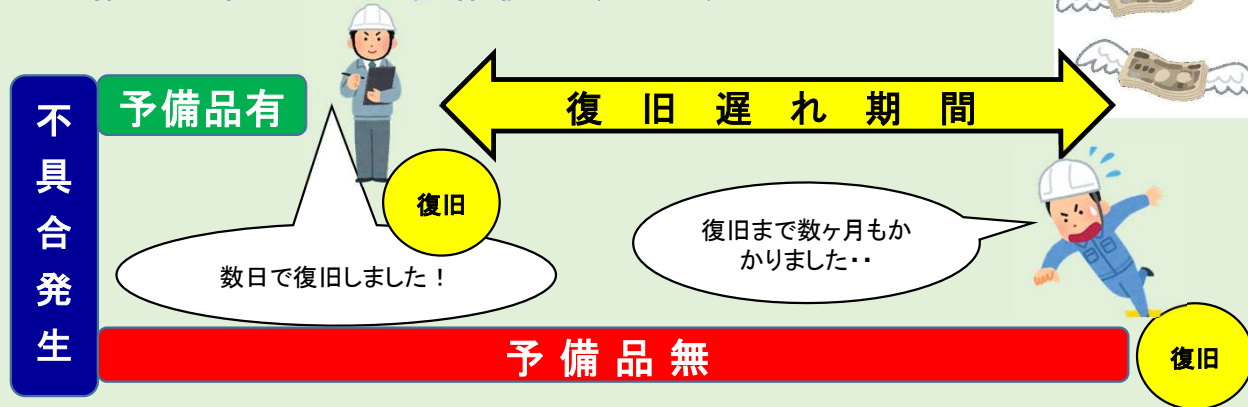 不具合発生
予備品有
復旧遅れ期間
復旧
数日で復旧しました！
復旧まで数ヶ月もか
かりました・・
予備品無
復旧